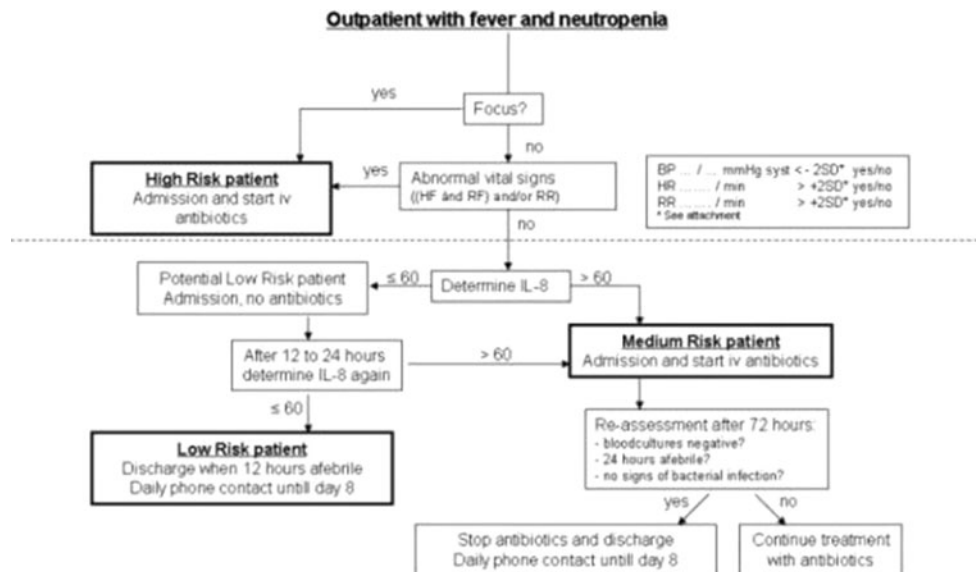 Outpatient with fever and neutropenia
yes
Focus?
no
High Risk patient
Admission and start iv
antibiotics
yes
Abnormal vital signs
((HF ánd RF) and/or RR)
BP ... / ... mmHg syst < - 2SD* yes/no
HR ....... / min > +2SD* yes/no
RR ....... / min > +2SD* yes/no
* See attachment
no
Potential Low Risk patient
Admission, no antibiotics
≤ 60
Determine IL-8
> 60
After 12 to 24 hours
determine IL-8 again
> 60
Medium Risk patient
Admission and start iv antibiotics
≤ 60
Low Risk patient
Discharge when 12 hours afebrile
Daily phone contact untill day 8
Re-assessment after 72 hours:
- bloodcultures negative?
- 24 hours afebrile?
- no signs of bacterial infection?
yes
no
Stop antibiotics and discharge
Daily phone contact untill day 8
Continue treatment
with antibiotics